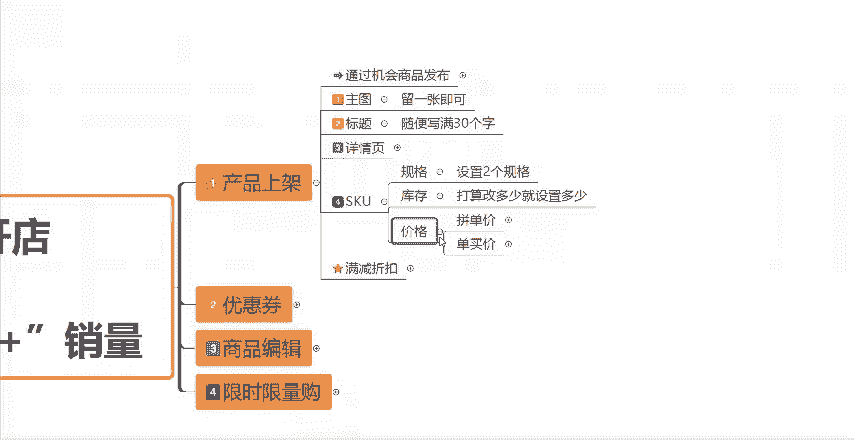 通过机会商品发布
1 主图 留一张即可
2 标题 随便写满30个字
3 详情页
规格 设置2个规格
1 产品上架
4 SKU
库存 打算改多少就设置多少
拼单价
价格
开店
单买价
满减折扣
2 优惠券
+”销量
3 商品编辑
4 限时限量购